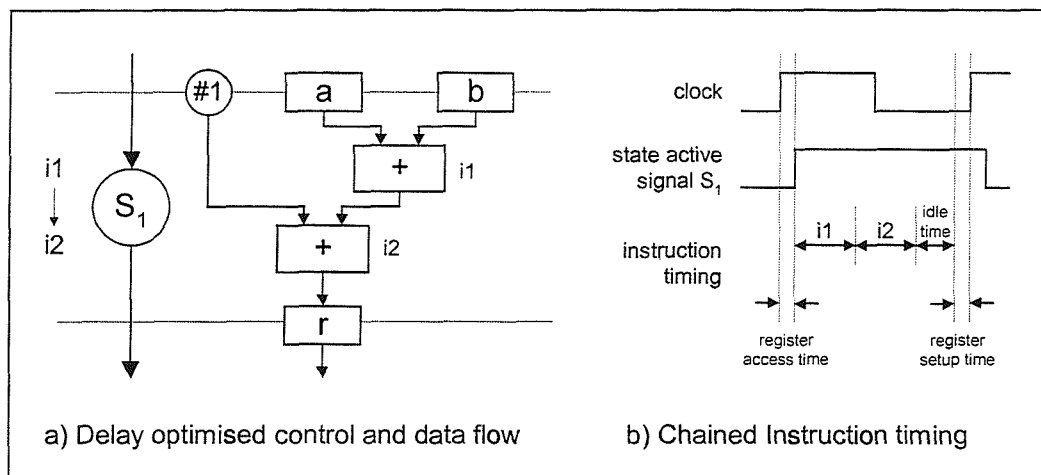 #1
a
b
+
i1
i1
S1
i2
+
i2
r
a) Delay optimised control and data flow
clock
state active
signal S1
i1
i2
idle
time
instruction
timing
register
access time
register
setup time
b) Chained Instruction timing